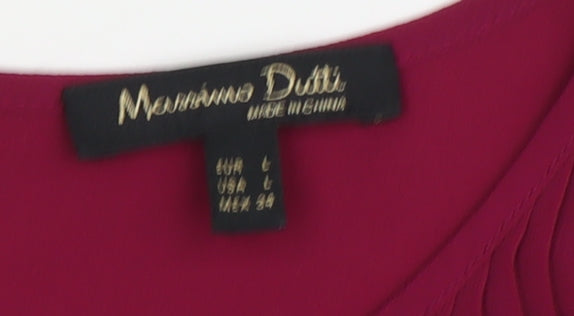 Massimo Dutti
MADE IN CHINA
EUR L
USA L
MEX 34